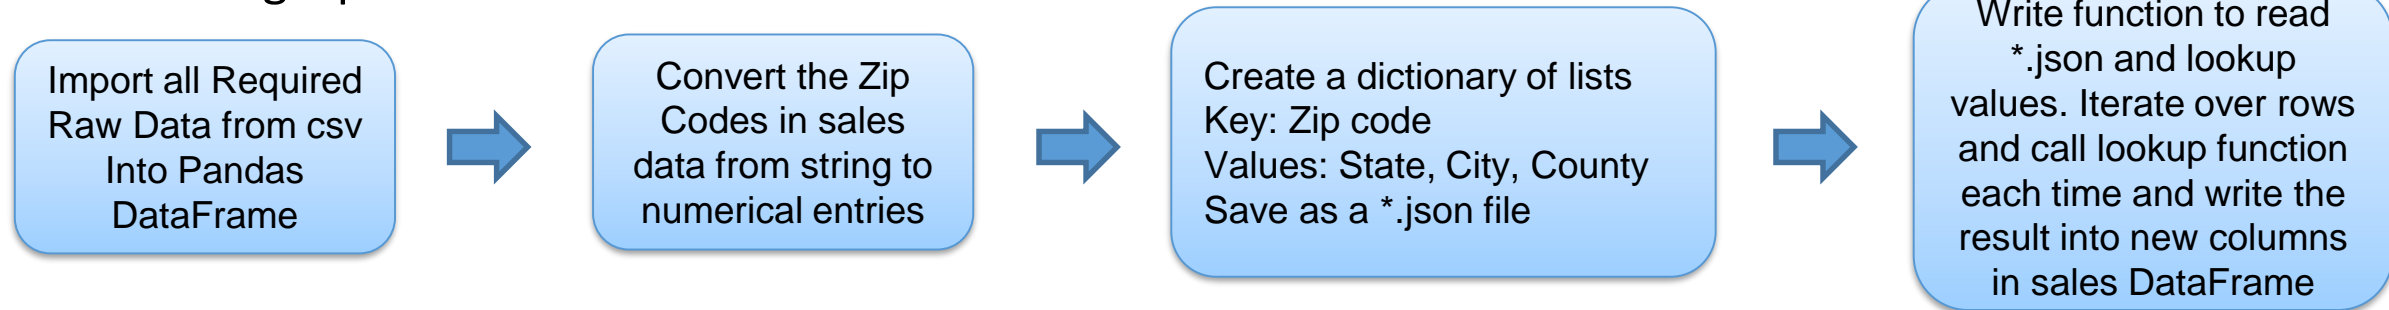 Import all Required
Raw Data from csv
Into Pandas
DataFrame
Convert the Zip
Codes in sales
data from string to
numerical entries
Create a dictionary of lists
Key: Zip code
Values: State, City, County
Save as a *.json file
Write function to read
*.json and lookup
values. Iterate over rows
and call lookup function
each time and write the
result into new columns
in sales DataFrame